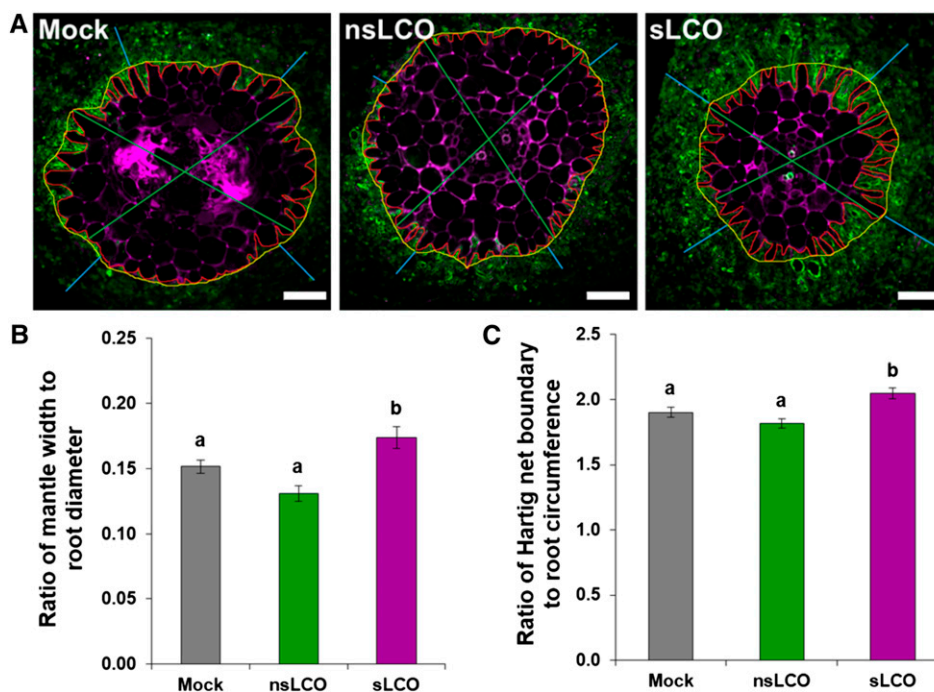 A
Mock
nsLCO
sLCO
B
Ratio of mantle width to
root diameter
0.25
0.20
0.15
0.10
0.05
0.00
a
a
b
Mock
nsLCO
sLCO
C
Ratio of Hartig net boundary
to root circumference
2.5
2.0
1.5
1.0
0.5
0.0
a
a
b
Mock
nsLCO
sLCO